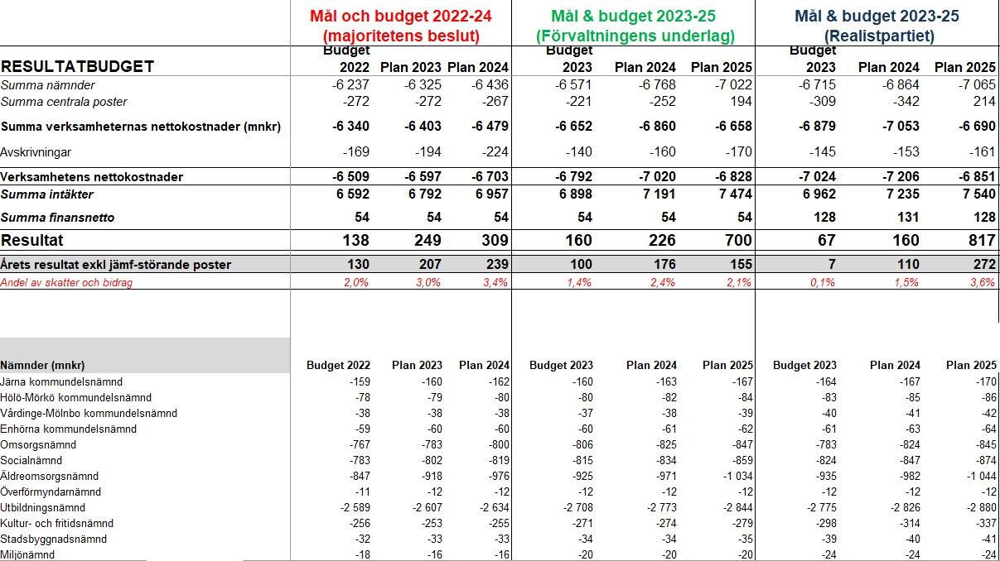 Mål och budget 2022-24 Mål & budget 2023-25 Mål & budget 2023-25
(majoritetens beslut) (Förvaltningens underlag) (Realistpartiet)
Budget Budget Budget
RESULTATBUDGET 2022 Plan 2023 Plan 2024 2023 Plan 2024 Plan 2025 2023 Plan 2024 Plan 2025
Summa nämnder -6 237 -6 325 -6 436 -6 571 -6 768 -7 022 -6 715 -6 864 -7 065
Summa centrala poster -272 -272 -267 -221 -252 194 -309 -342 214
Summa verksamheternas nettokostnader (mnkr) -6 340 -6 403 -6 479 -6 652 -6 860 -6 658 -6 879 -7 053 -6 690
Avskrivningar -169 -194 -224 -140 -160 -170 -145 -153 -161
Verksamhetens nettokostnader -6 509 -6 597 -6 703 -6 792 -7 020 -6 828 -7 024 -7 206 -6 851
Summa intäkter 6 592 6 792 6 957 6 898 7 191 7 474 6 962 7 235 7 540
Summa finansnetto 54 54 54 54 54 54 128 131 128
Resultat 138 249 309 160 226 700 67 160 817
Årets resultat exkl jämf-störande poster 130 207 239 100 176 155 7 110 272
Andel av skatter och bidrag 2,0% 3,0% 3,4% 1,4% 2,4% 2,1% 0,1% 1,5% 3,6%
Nämnder (mnkr) Budget 2022 Plan 2023 Plan 2024 Budget 2023 Plan 2024 Plan 2025 Budget 2023 Plan 2024 Plan 2025
Järna kommundelsnämnd -159 -160 -162 -160 -163 -167 -164 -167 -170
Hölö-Mörkö kommundelsnämnd -78 -79 -80 -80 -82 -84 -83 -85 -86
Vårdinge-Mölnbo kommundelsnämnd -38 -38 -38 -37 -38 -39 -40 -41 -42
Enhörna kommundelsnämnd -59 -60 -60 -60 -61 -62 -61 -63 -64
Omsorgsnämnd -767 -783 -800 -806 -825 -847 -783 -824 -845
Socialnämnd -783 -802 -819 -815 -834 -859 -824 -847 -874
Äldreomsorgsnämnd -847 -918 -976 -925 -971 -1 034 -935 -982 -1 044
Överförmyndarnämnd -11 -12 -12 -12 -12 -12 -12 -12 -12
Utbildningsnämnd -2 589 -2 607 -2 634 -2 708 -2 773 -2 844 -2 775 -2 826 -2 880
Kultur- och fritidsnämnd -256 -253 -255 -271 -274 -279 -298 -314 -337
Stadsbyggnadsnämnd -32 -33 -33 -34 -34 -35 -39 -40 -41
Miljönämnd -18 -16 -16 -20 -20 -20 -24 -24 -24